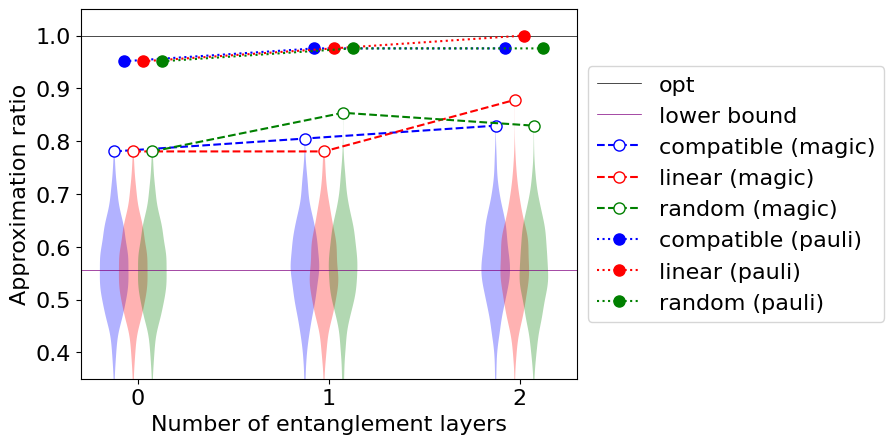 1.0
0.9
0.8
0.7
0.6
0.5
0.4
Approximation ratio
0 1 2
Number of entanglement layers
opt
lower bound
compatible (magic)
linear (magic)
random (magic)
compatible (pauli)
linear (pauli)
random (pauli)